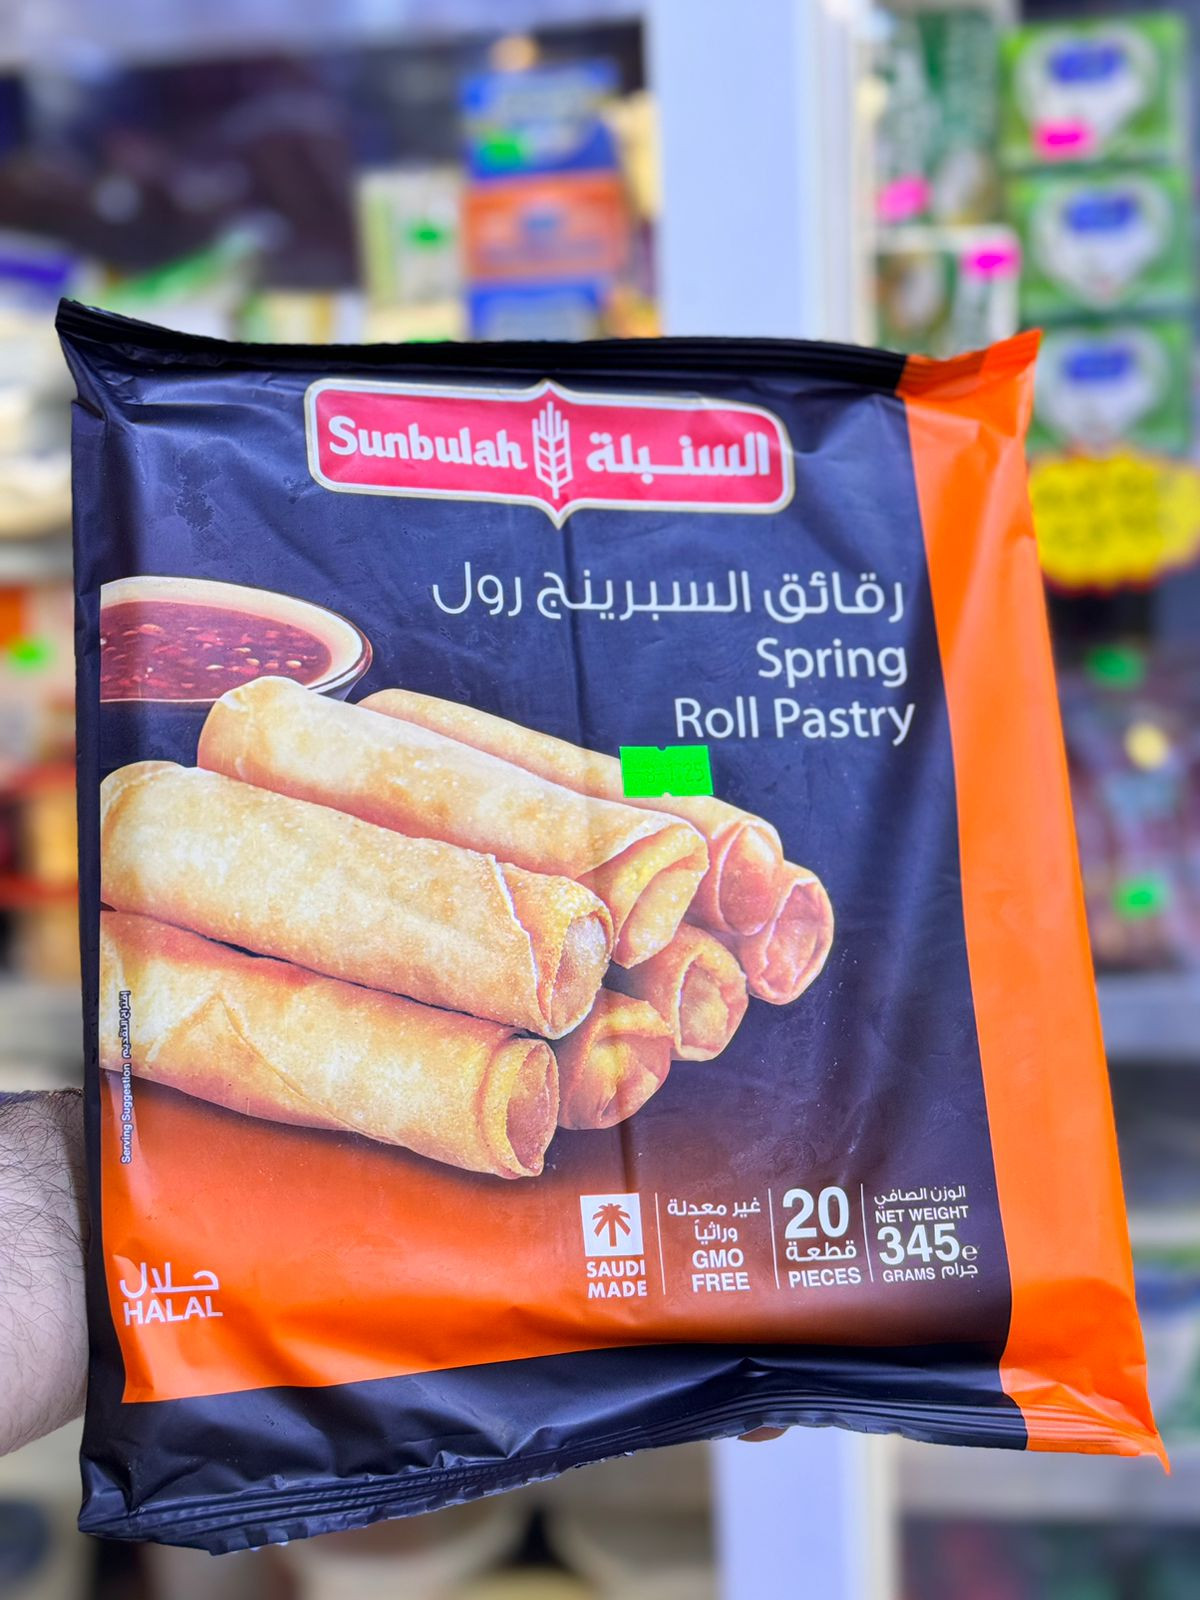 Sunbulah السنبلة
رقائق السبرينج رول
Spring
Roll Pastry
Serving Suggestion إقتراح التقديم
حلال
HALAL
SAUDI
MADE
غير معدلة
وراثياً
GMO
FREE
20
قطعة
PIECES
الوزن الصافي
NET WEIGHT
345e
GRAMS جرام